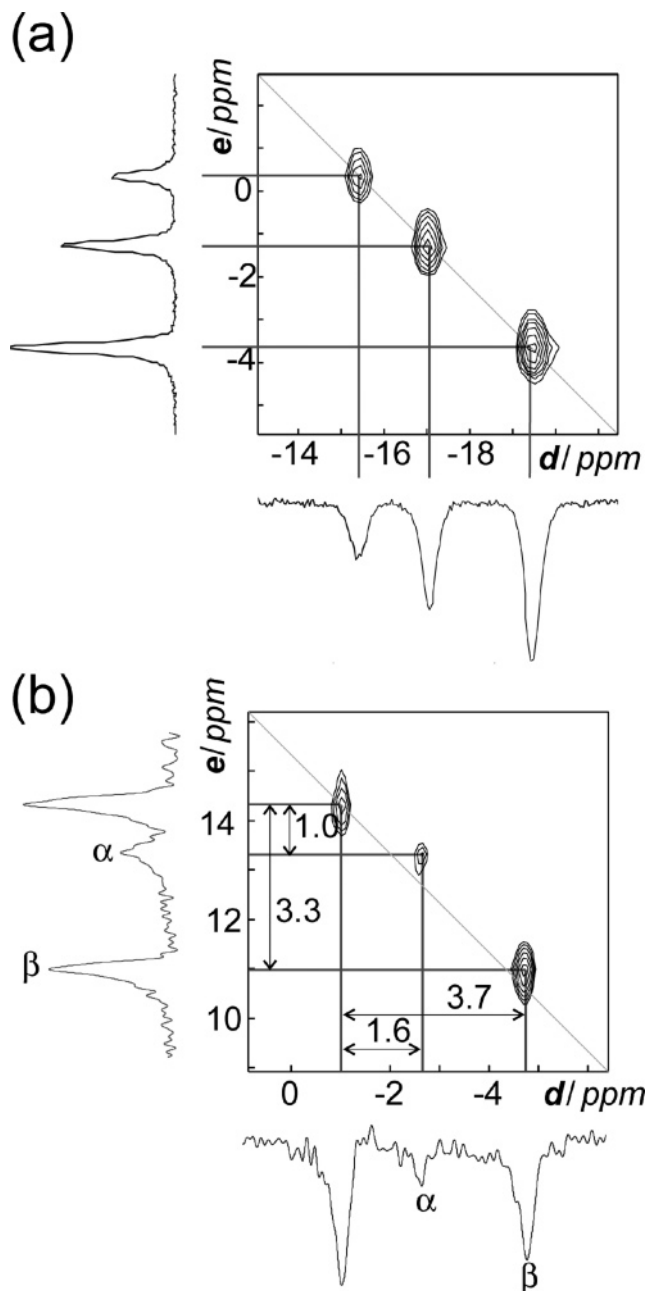 (a)
e/ppm
0
-2
-4
-14 -16 -18 d/ ppm
(b)
e/ppm
14
12
10
α
β
1.0
3.3
3.7
1.6
0 -2 -4 d/ ppm
α
β